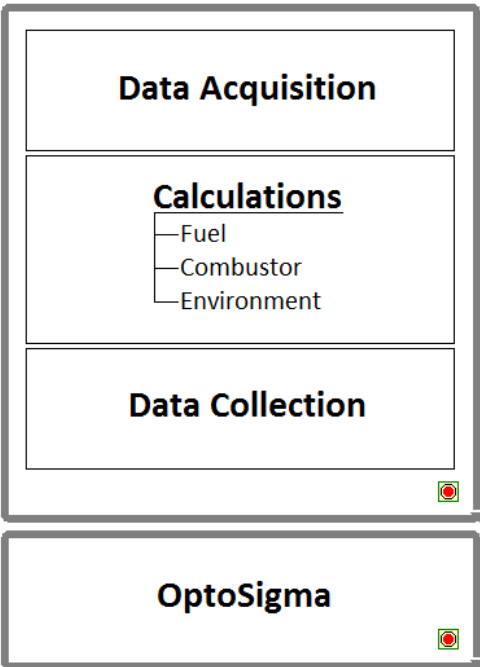 Data Acquisition
Calculations
Fuel
Combustor
Environment
Data Collection
OptoSigma